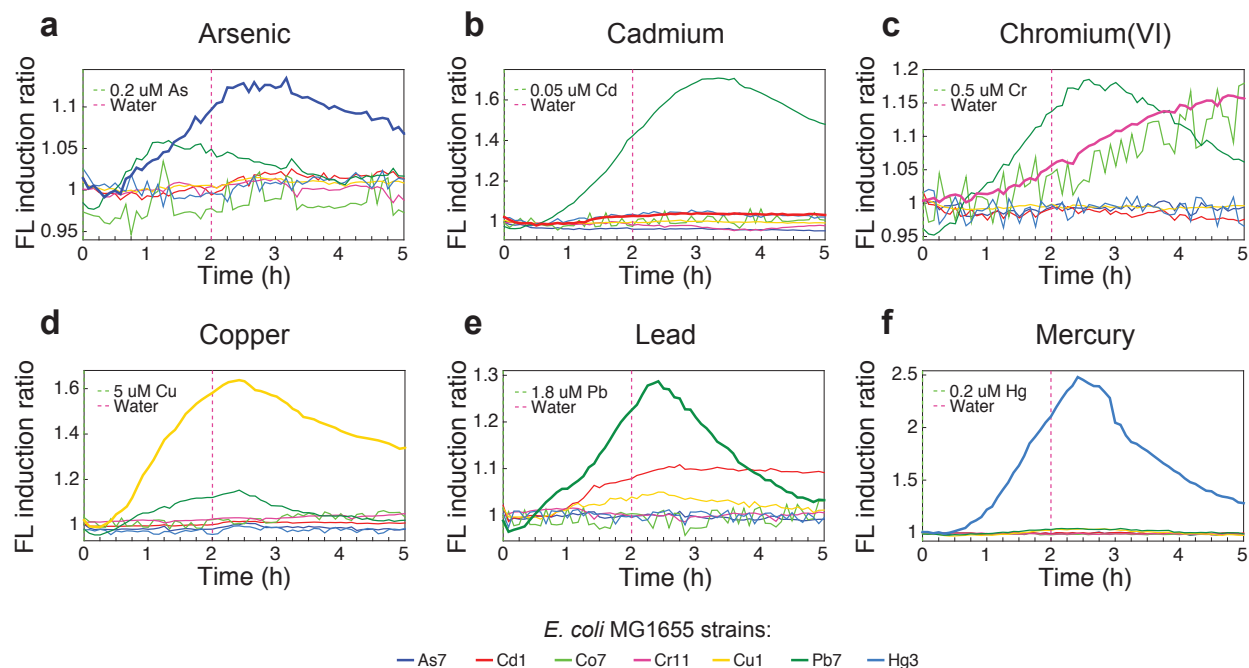 a Arsenic
FL induction ratio
0.2 uM As
Water
1.1
1.05
1
0.95
0 1 2 3 4 5
Time (h)
b Cadmium
FL induction ratio
0.05 uM Cd
Water
1.6
1.4
1.2
1
0 1 2 3 4 5
Time (h)
c Chromium(VI)
FL induction ratio
0.5 uM Cr
Water
1.2
1.15
1.1
1.05
1
0.95
0 1 2 3 4 5
Time (h)
d Copper
FL induction ratio
5 uM Cu
Water
1.6
1.4
1.2
1
0 1 2 3 4 5
Time (h)
e Lead
FL induction ratio
1.8 uM Pb
Water
1.3
1.2
1.1
1
0 1 2 3 4 5
Time (h)
f Mercury
FL induction ratio
0.2 uM Hg
Water
2.5
2
1.5
1
0 1 2 3 4 5
Time (h)
E. coli MG1655 strains:
As7 Cd1 Co7 Cr11 Cu1 Pb7 Hg3